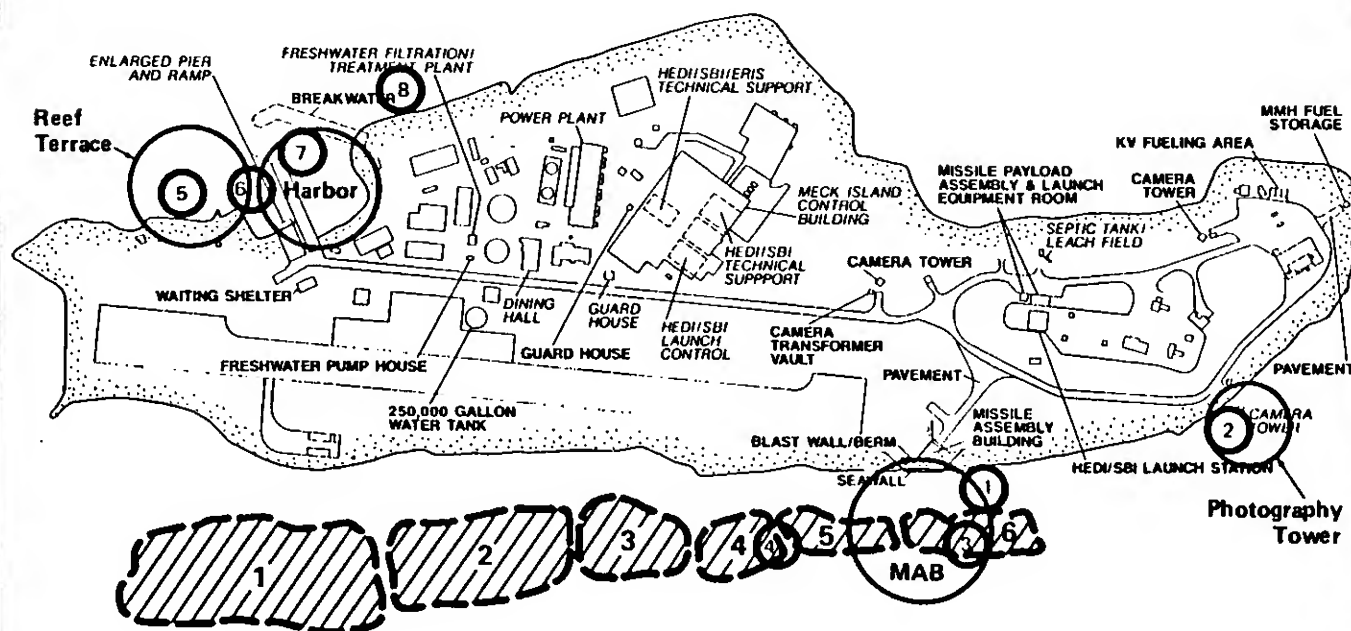 ENLARGED PIER
AND RAMP
FRESHWATER FILTRATION/
TREATMENT PLANT
BREAKWATER
8
HEDI/SBI/ERIS
TECHNICAL SUPPORT
POWER PLANT
Reef
Terrace
5
6
7
Harbor
MECK ISLAND
CONTROL
BUILDING
HEDI/SBI
TECHNICAL
SUPPPORT
HEDI/SBI
LAUNCH
CONTROL
MISSILE PAYLOAD
ASSEMBLY & LAUNCH
EQUIPMENT ROOM
SEPTIC TANK/
LEACH FIELD
CAMERA
TOWER
KV FUELING AREA
MMH FUEL
STORAGE
CAMERA TOWER
WAITING SHELTER
DINING
HALL
GUARD
HOUSE
GUARD HOUSE
FRESHWATER PUMP HOUSE
250,000 GALLON
WATER TANK
CAMERA
TRANSFORMER
VAULT
PAVEMENT
PAVEMENT
MISSILE
ASSEMBLY
BUILDING
BLAST WALL/BERM
SEAWALL
HEDI/SBI LAUNCH STATION
CAMERA
TOWER
2
Photography
Tower
1
1
2
3
4
4
5
3
6
MAB